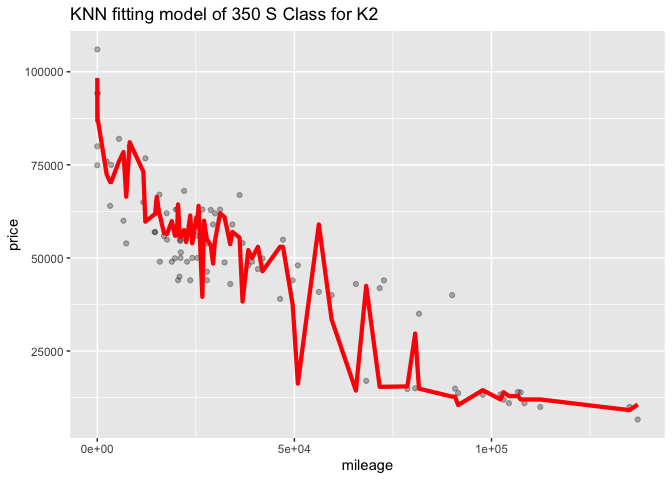 KNN fitting model of 350 S Class for K2
100000
75000
50000
25000
price
0e+00
5e+04
1e+05
mileage